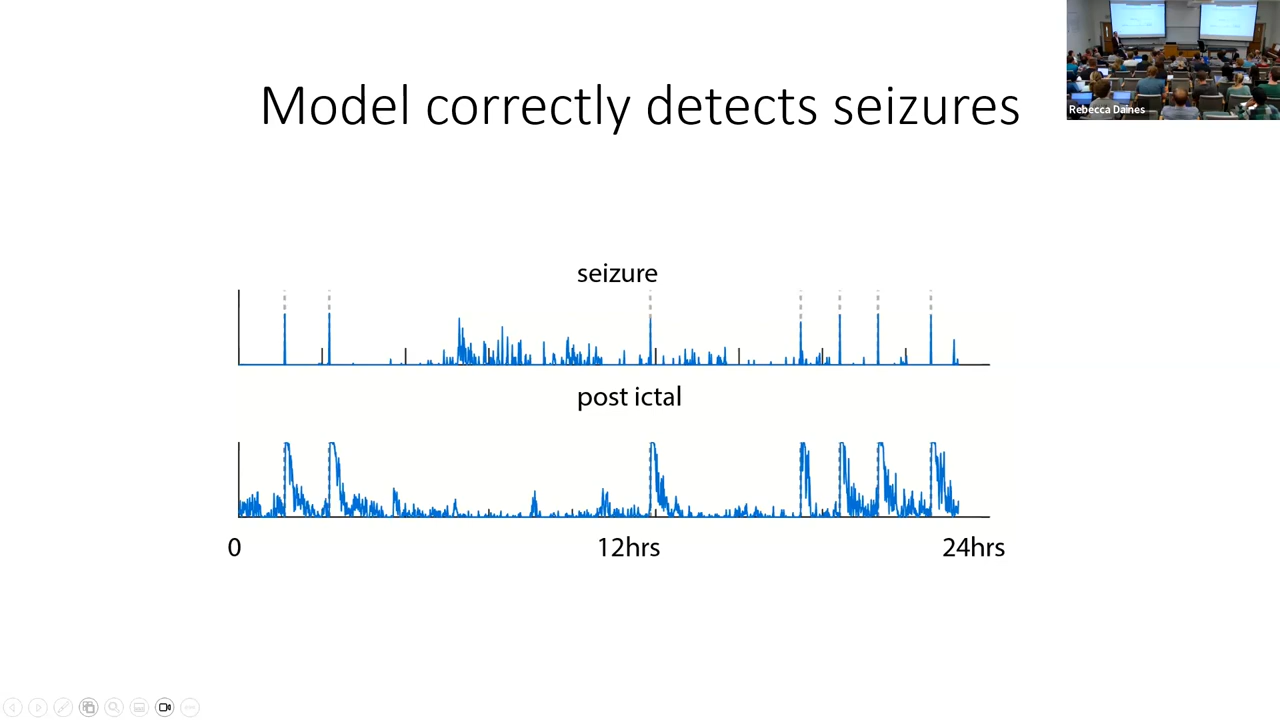 Model correctly detects seizures
Rebecca Daines
seizure
post ictal
0
12hrs
24hrs